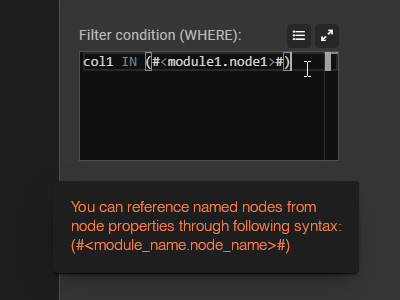 Filter condition (WHERE):
col1 IN (#<module1.node1>#)
You can reference named nodes from
node properties through following syntax:
(#<module_name.node_name>#)